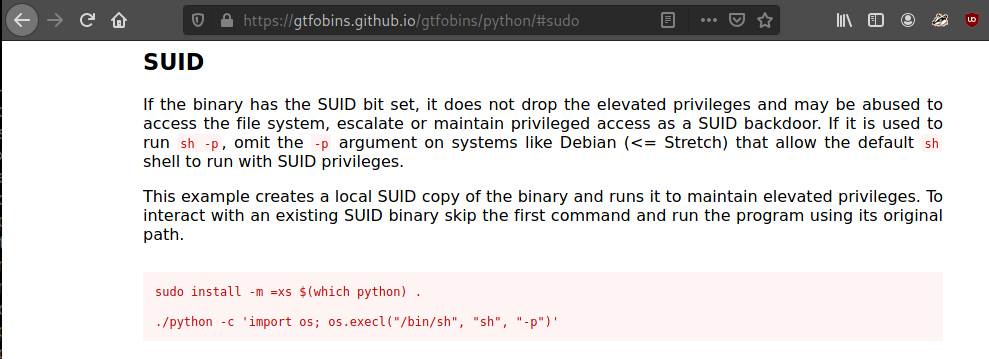 https://gtfobins.github.io/gtfobins/python/#sudo
SUID
If the binary has the SUID bit set, it does not drop the elevated privileges and may be abused to
access the file system, escalate or maintain privileged access as a SUID backdoor. If it is used to
run sh -p, omit the -p argument on systems like Debian (<= Stretch) that allow the default sh
shell to run with SUID privileges.
This example creates a local SUID copy of the binary and runs it to maintain elevated privileges. To
interact with an existing SUID binary skip the first command and run the program using its original
path.
sudo install -m =xs $(which python) .
./python -c 'import os; os.execl("/bin/sh", "sh", "-p")'